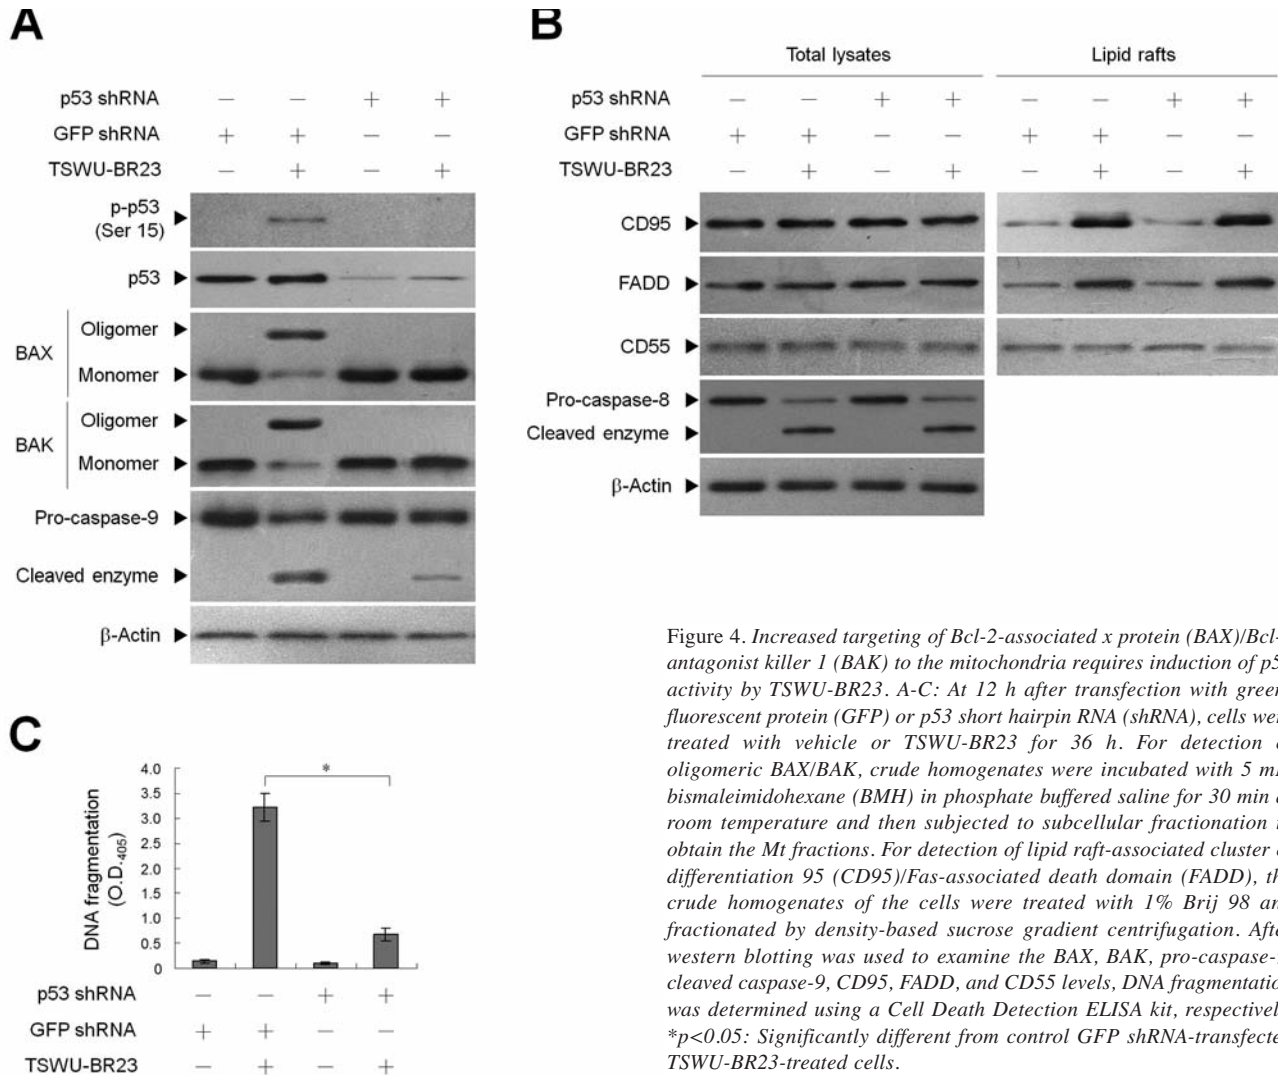 A
p53 shRNA − − + +
GFP shRNA + + − −
TSWU-BR23 − + − +
p-p53
(Ser 15)
p53
BAX
Oligomer
Monomer
BAK
Oligomer
Monomer
Pro-caspase-9
Cleaved enzyme
β-Actin
B
Total lysates Lipid rafts
p53 shRNA − − + + − − + +
GFP shRNA + + − − + + − −
TSWU-BR23 − + − + − + − +
CD95
FADD
CD55
Pro-caspase-8
Cleaved enzyme
β-Actin
C
DNA fragmentation
(O.D.405)
4.0
3.5
3.0
2.5
2.0
1.5
1.0
0.5
0
*
p53 shRNA − − + +
GFP shRNA + + − −
TSWU-BR23 − + − +
Figure 4. Increased targeting of Bcl-2-associated x protein (BAX)/Bcl-
antagonist killer 1 (BAK) to the mitochondria requires induction of p5
activity by TSWU-BR23. A-C: At 12 h after transfection with green
fluorescent protein (GFP) or p53 short hairpin RNA (shRNA), cells wer
treated with vehicle or TSWU-BR23 for 36 h. For detection
oligomeric BAX/BAK, crude homogenates were incubated with 5 m
bismaleimidohexane (BMH) in phosphate buffered saline for 30 min
room temperature and then subjected to subcellular fractionation
obtain the Mt fractions. For detection of lipid raft-associated cluster
differentiation 95 (CD95)/Fas-associated death domain (FADD), th
crude homogenates of the cells were treated with 1% Brij 98 an
fractionated by density-based sucrose gradient centrifugation. Afte
western blotting was used to examine the BAX, BAK, pro-caspase-
cleaved caspase-9, CD95, FADD, and CD55 levels, DNA fragmentatio
was determined using a Cell Death Detection ELISA kit, respectivel
*p<0.05: Significantly different from control GFP shRNA-transfecte
TSWU-BR23-treated cells.